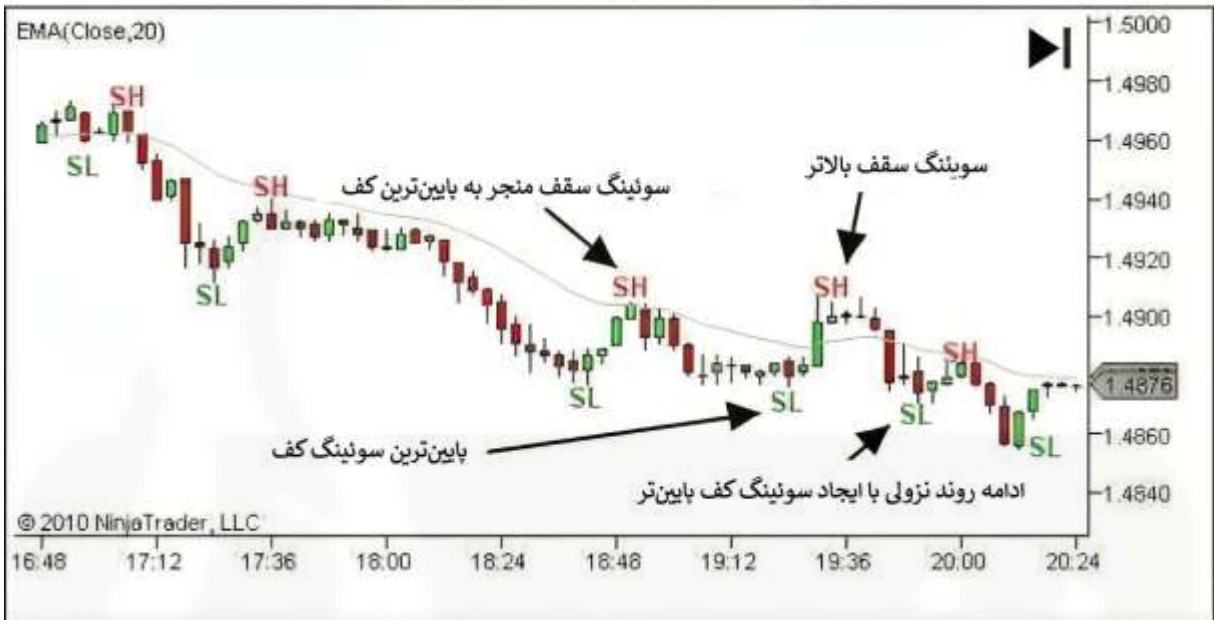 EMA(Close,20)
1.5000
1.4980
1.4960
1.4940
1.4920
1.4900
1.4876
1.4860
1.4840
SH
SL
SH
SL
سوئینگ سقف منجر به پایین‌ترین کف
SH
SL
سویئنگ سقف بالاتر
SH
SL
SH
SL
SL
پایین‌ترین سوئینگ کف
ادامه روند نزولی با ایجاد سوئینگ کف پایین‌تر
© 2010 NinjaTrader, LLC
16:48 17:12 17:36 18:00 18:24 18:48 19:12 19:36 20:00 20:24